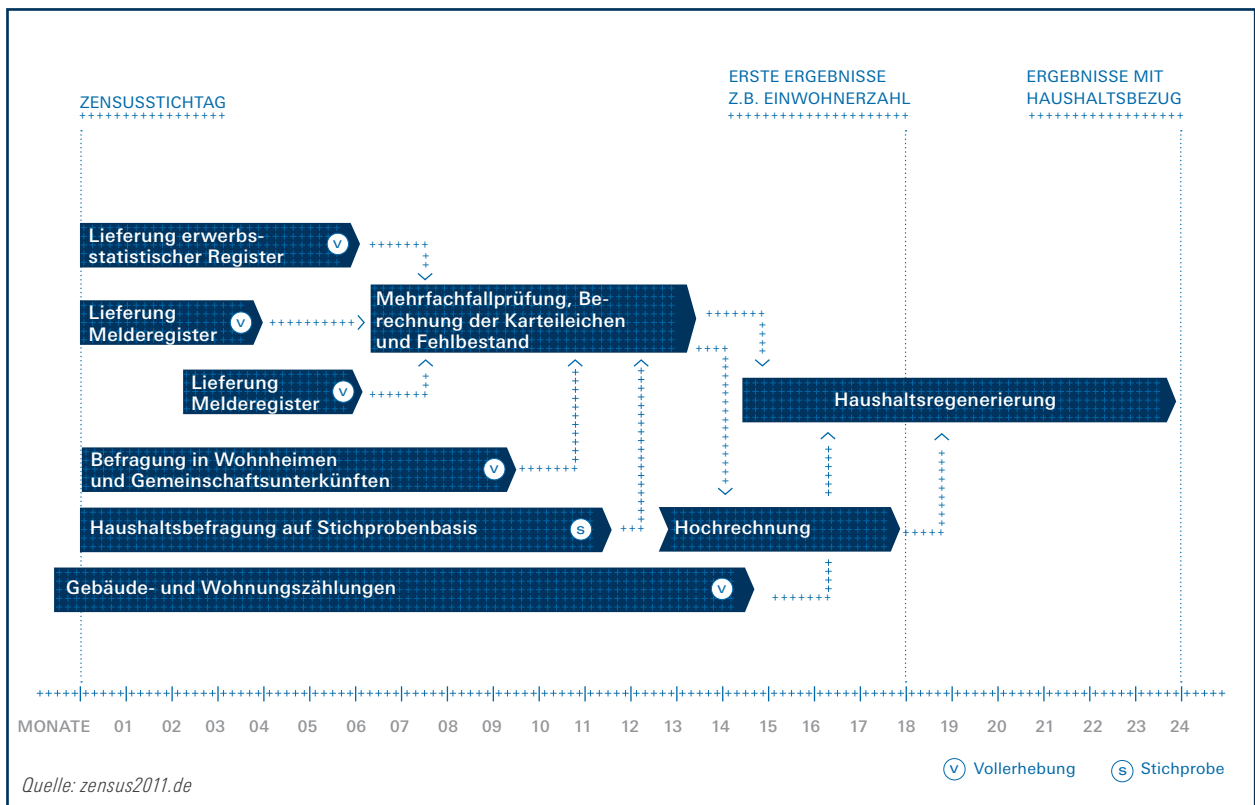 ZENSUSSTICHTAG
ERSTE ERGEBNISSE
Z.B. EINWOHNERZAHL
ERGEBNISSE MIT
HAUSHALTSBEZUG
Lieferung erwerbs-
statistischer Register
V
Lieferung
Melderegister
V
Mehrfachfallprüfung, Be-
rechnung der Karteileichen
und Fehlbestand
Lieferung
Melderegister
V
Haushaltsregenerierung
Befragung in Wohnheimen
und Gemeinschaftsunterkünften
V
Haushaltsbefragung auf Stichprobenbasis
S
Hochrechnung
Gebäude- und Wohnungszählungen
V
MONATE 01 02 03 04 05 06 07 08 09 10 11 12 13 14 15 16 17 18 19 20 21 22 23 24
V Vollerhebung S Stichprobe
Quelle: zensus2011.de